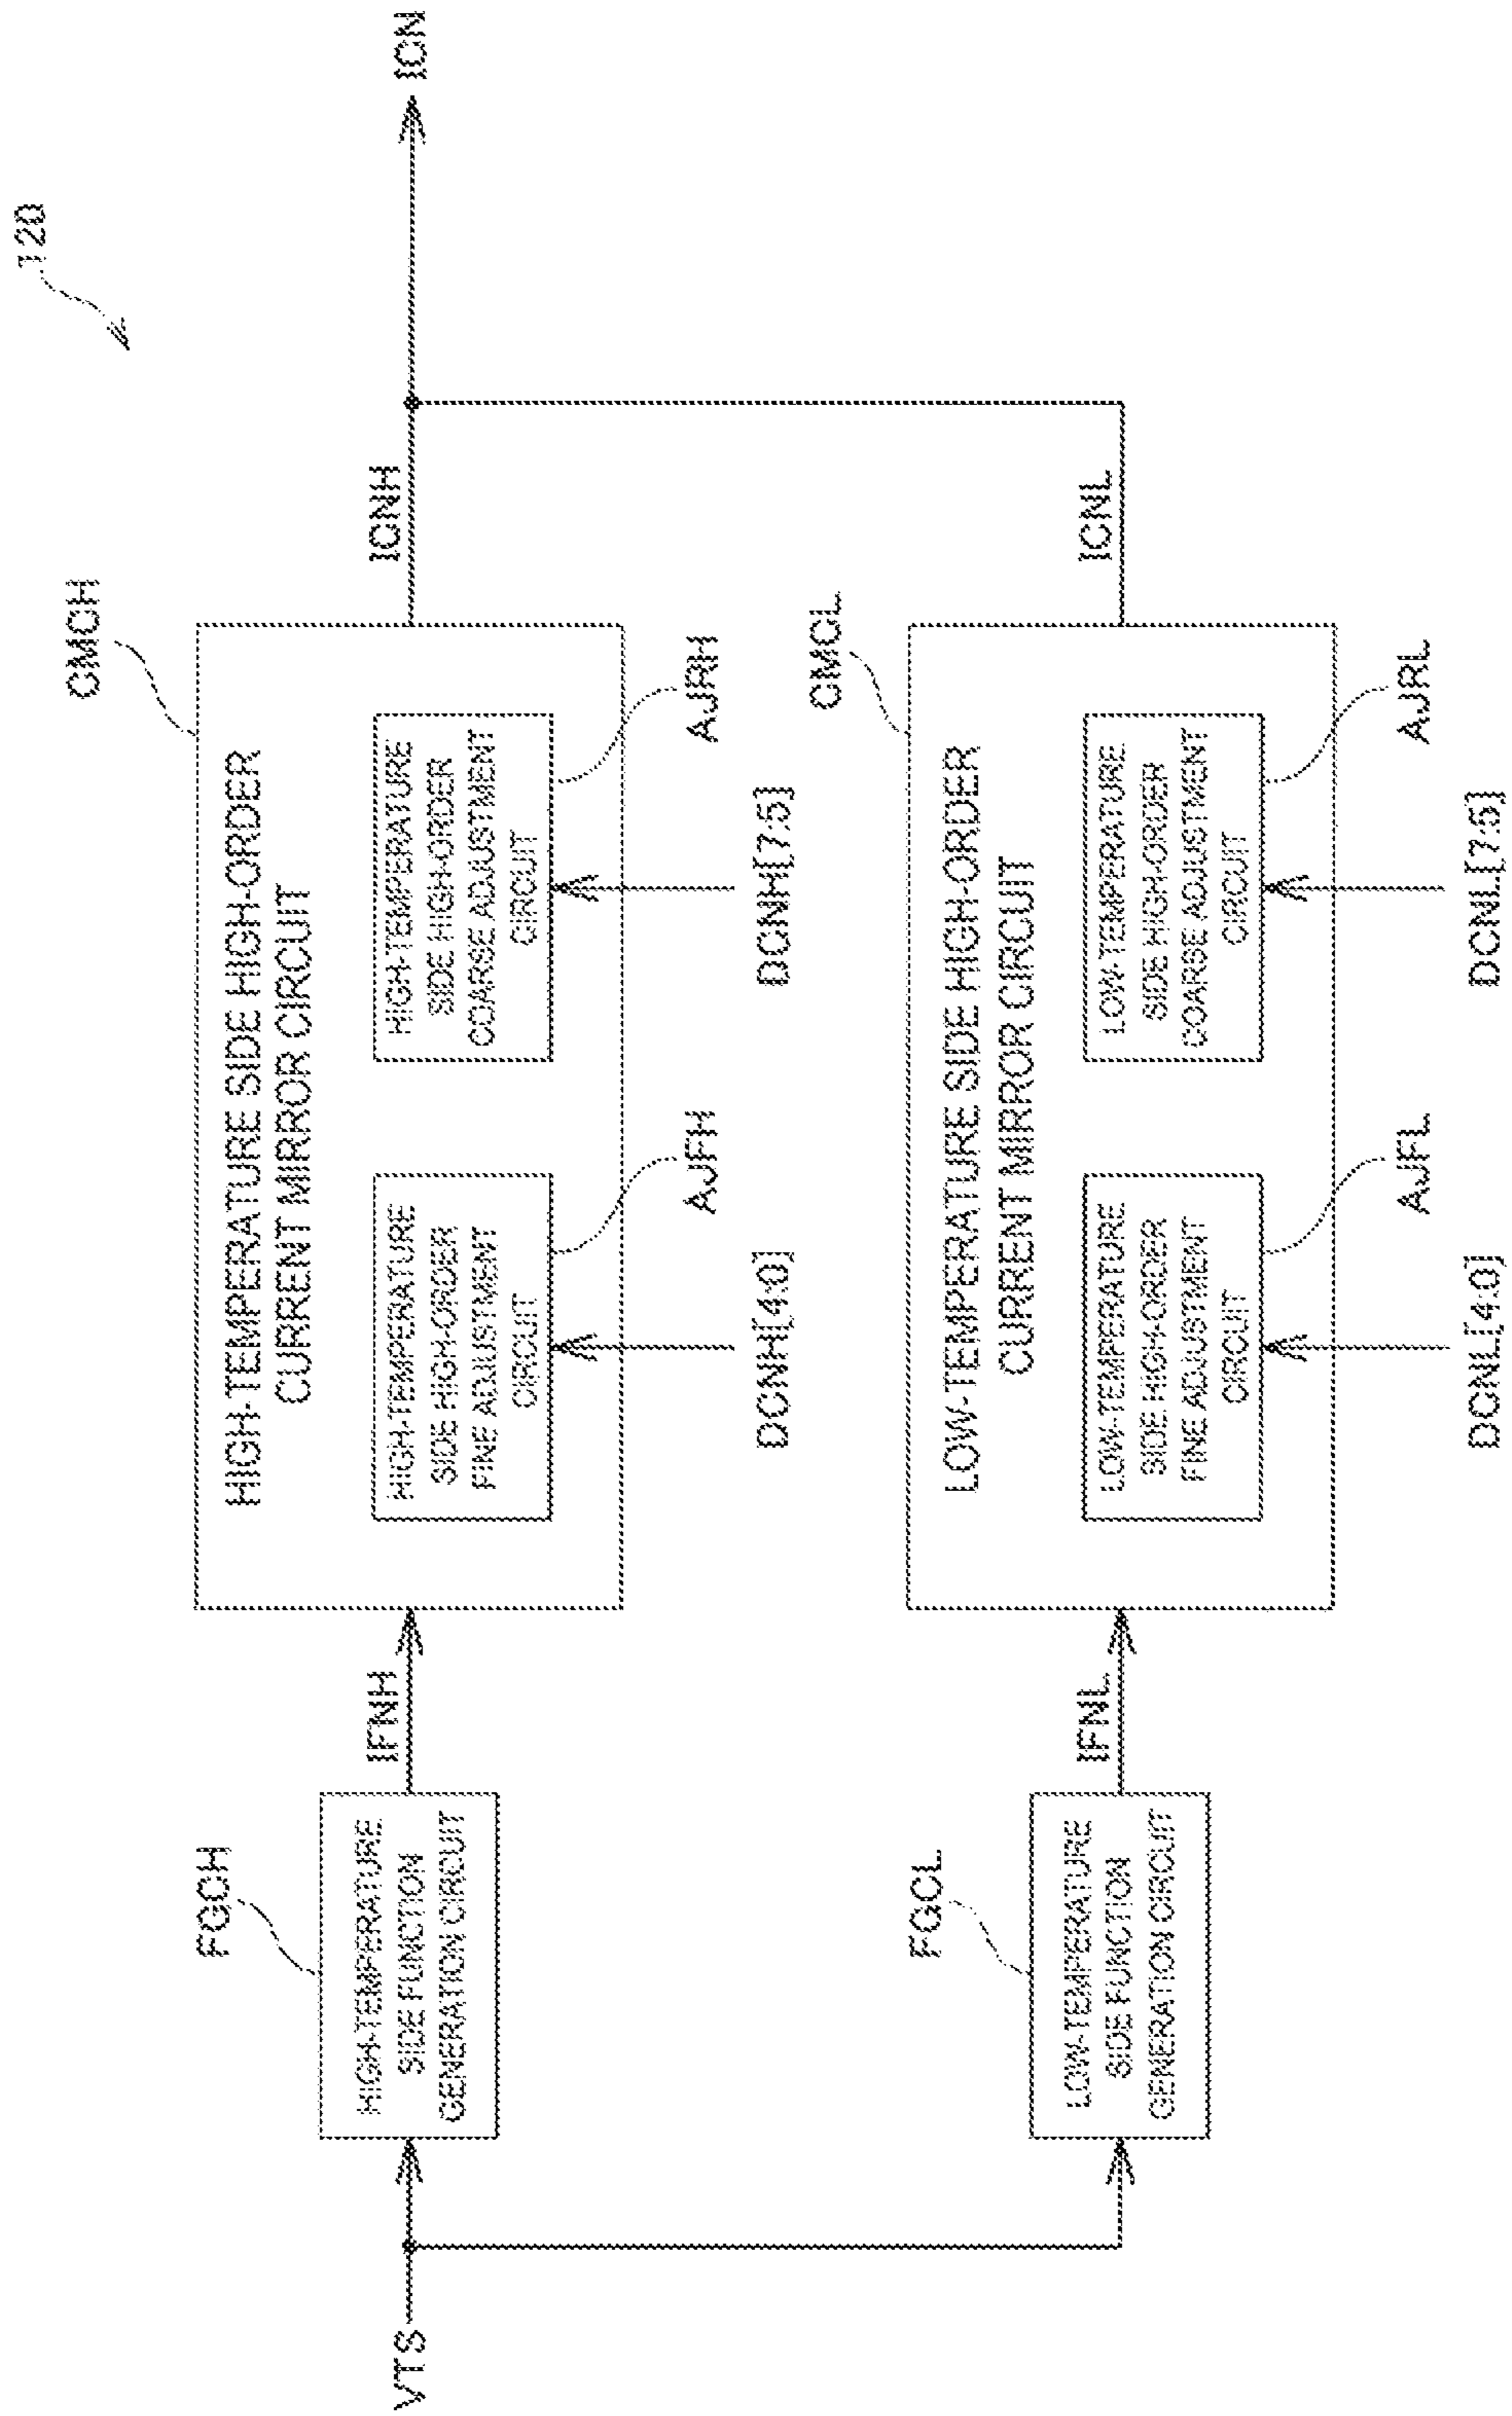 120
VTS
FGCH
HIGH-TEMPERATURE
SIDE FUNCTION
GENERATION CIRCUIT
IFNH
CMCH
HIGH-TEMPERATURE SIDE HIGH-ORDER
CURRENT MIRROR CIRCUIT
HIGH-TEMPERATURE
SIDE HIGH-ORDER
FINE ADJUSTMENT
CIRCUIT
AJFH
DCNH[4:0]
HIGH-TEMPERATURE
SIDE HIGH-ORDER
COARSE ADJUSTMENT
CIRCUIT
AJRH
DCNH[7:5]
ICNH
ICN
FGCL
LOW-TEMPERATURE
SIDE FUNCTION
GENERATION CIRCUIT
IFNL
CMCL
LOW-TEMPERATURE SIDE HIGH-ORDER
CURRENT MIRROR CIRCUIT
LOW-TEMPERATURE
SIDE HIGH-ORDER
FINE ADJUSTMENT
CIRCUIT
AJFL
DCNL[4:0]
LOW-TEMPERATURE
SIDE HIGH-ORDER
COARSE ADJUSTMENT
CIRCUIT
AJRL
DCNL[7:5]
ICNL